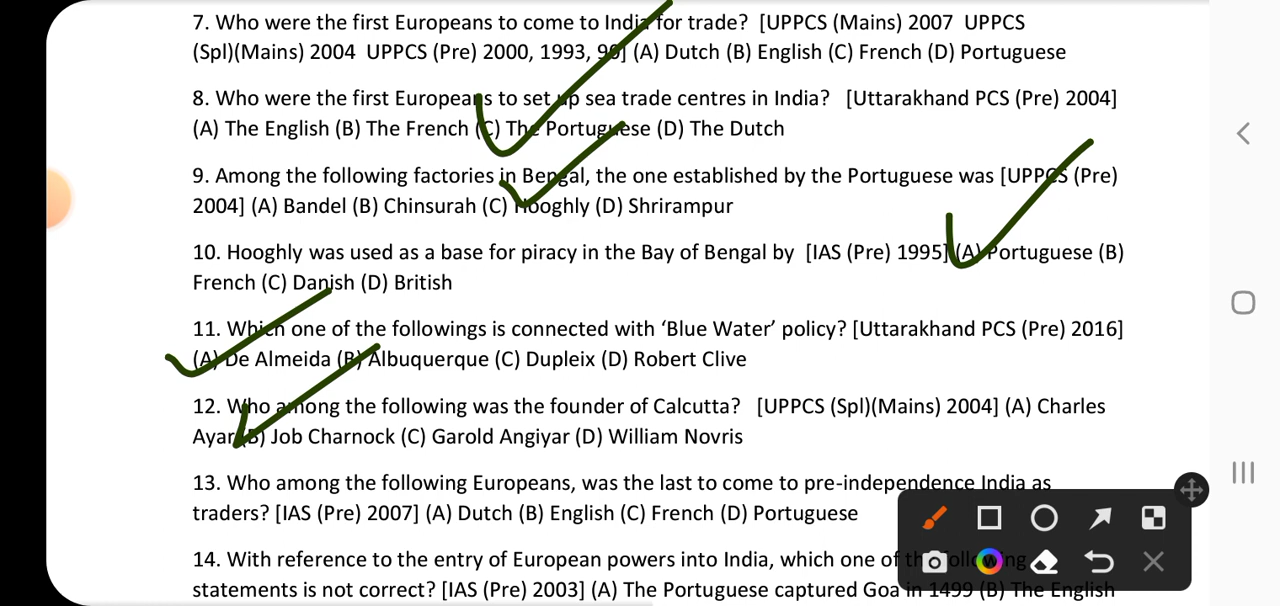 7. Who were the first Europeans to come to India for trade? [UPPCS (Mains) 2007 UPPCS
(Spl)(Mains) 2004 UPPCS (Pre) 2000, 1993, 90] (A) Dutch (B) English (C) French (D) Portuguese
8. Who were the first Europeans to set up sea trade centres in India? [Uttarakhand PCS (Pre) 2004]
(A) The English (B) The French (C) The Portuguese (D) The Dutch
9. Among the following factories in Bengal, the one established by the Portuguese was [UPPCS (Pre)
2004] (A) Bandel (B) Chinsurah (C) Hooghly (D) Shrirampur
10. Hooghly was used as a base for piracy in the Bay of Bengal by [IAS (Pre) 1995] (A) Portuguese (B)
French (C) Danish (D) British
11. Which one of the followings is connected with ‘Blue Water’ policy? [Uttarakhand PCS (Pre) 2016]
(A) De Almeida (B) Albuquerque (C) Dupleix (D) Robert Clive
12. Who among the following was the founder of Calcutta? [UPPCS (Spl)(Mains) 2004] (A) Charles
Ayar (B) Job Charnock (C) Garold Angiyar (D) William Novris
13. Who among the following Europeans, was the last to come to pre-independence India as
traders? [IAS (Pre) 2007] (A) Dutch (B) English (C) French (D) Portuguese
14. With reference to the entry of European powers into India, which one of the following
statements is not correct? [IAS (Pre) 2003] (A) The Portuguese captured Goa in 1499 (B) The English